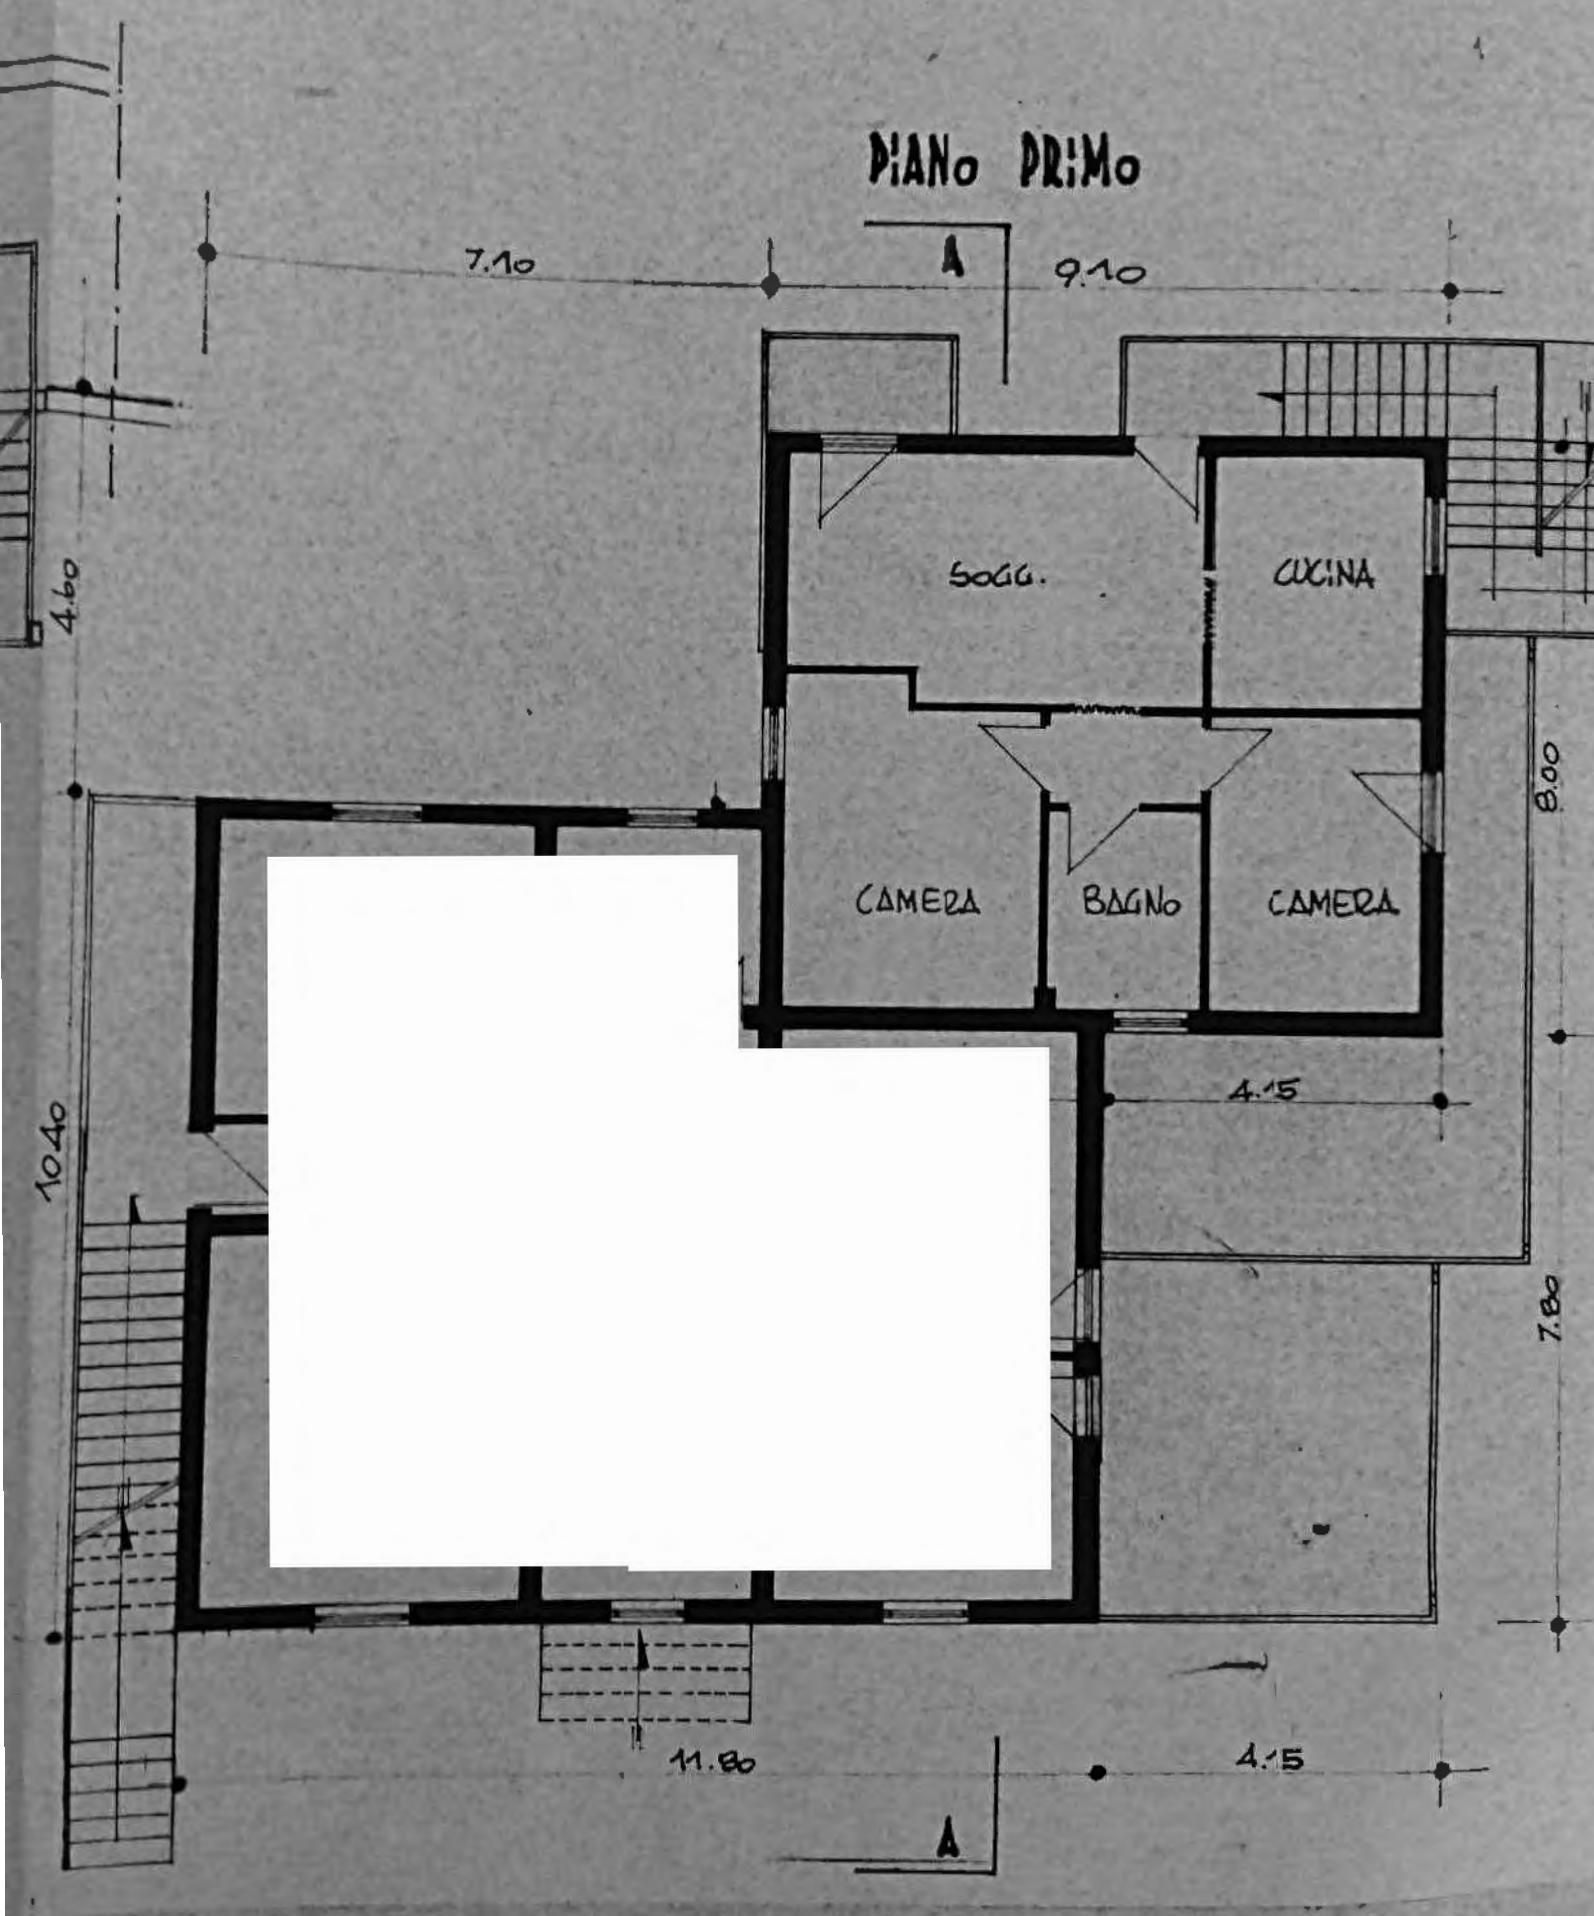 PIANO PRIMO
7.10
A
9.10
4.60
SOGG.
CUCINA
8.00
CAMERA
BAGNO
CAMERA
4.15
10.40
7.80
11.80
4.15
A